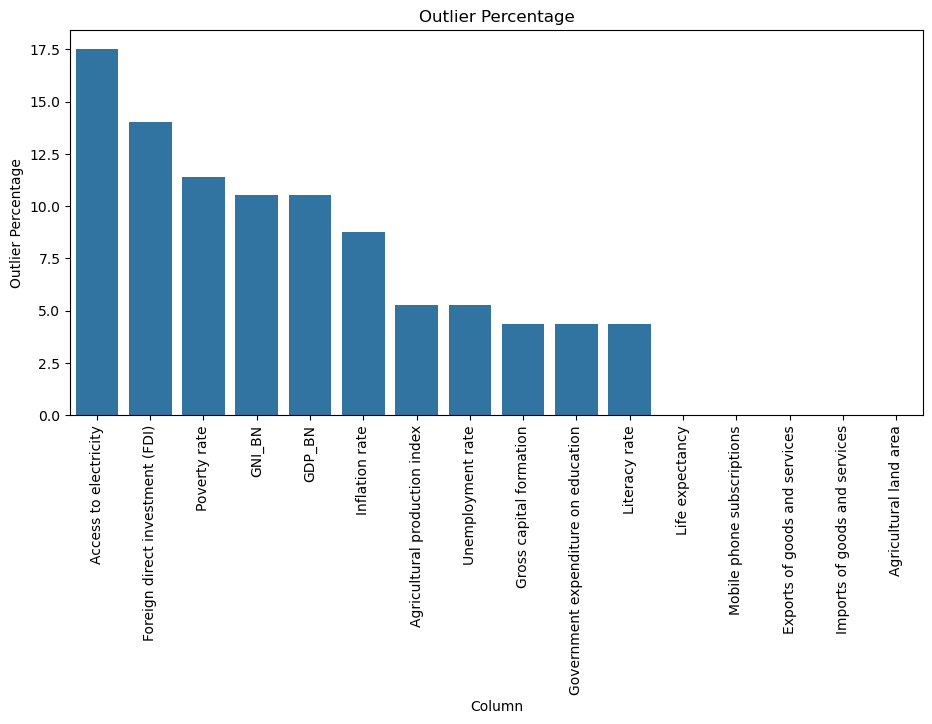 Outlier Percentage
17.5
15.0
12.5
10.0
7.5
5.0
2.5
0.0
Outlier Percentage
Access to electricity
Foreign direct investment (FDI)
Poverty rate
GNI_BN
GDP_BN
Inflation rate
Agricultural production index
Unemployment rate
Gross capital formation
Government expenditure on education
Literacy rate
Life expectancy
Mobile phone subscriptions
Exports of goods and services
Imports of goods and services
Agricultural land area
Column